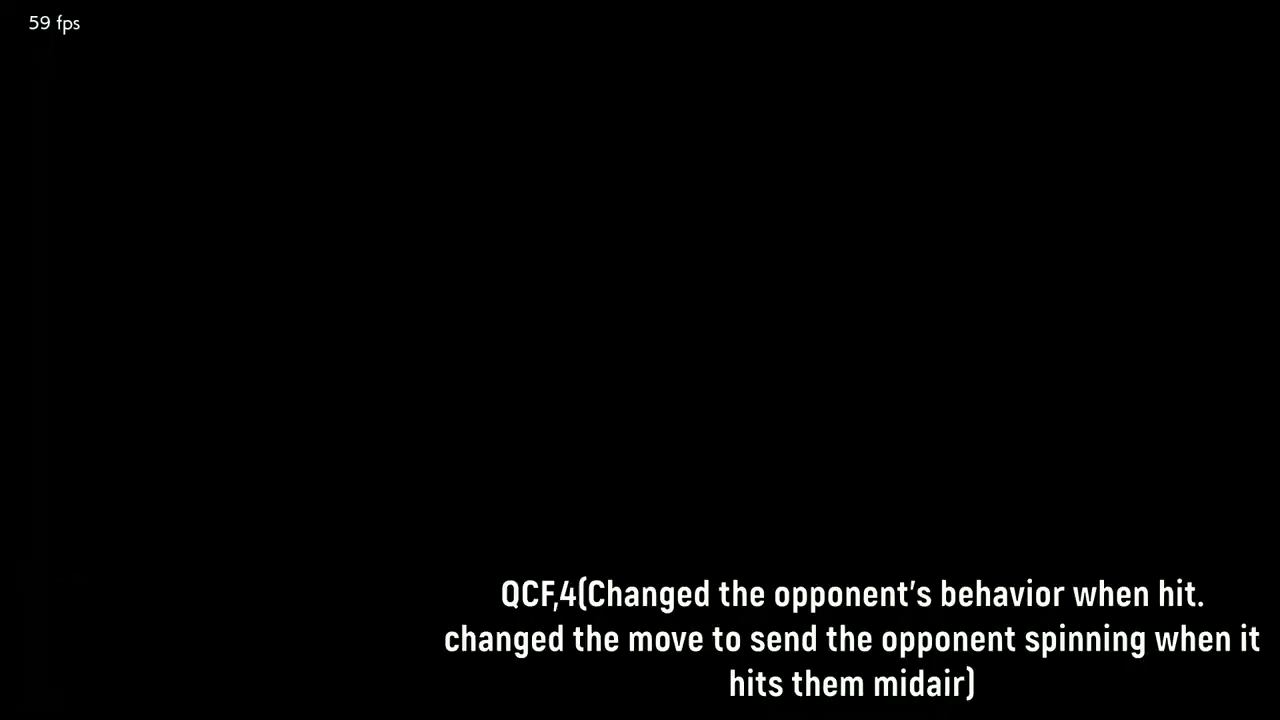 59 fps
QCF,4(Changed the opponent's behavior when hit.
changed the move to send the opponent spinning when it
hits them midair)